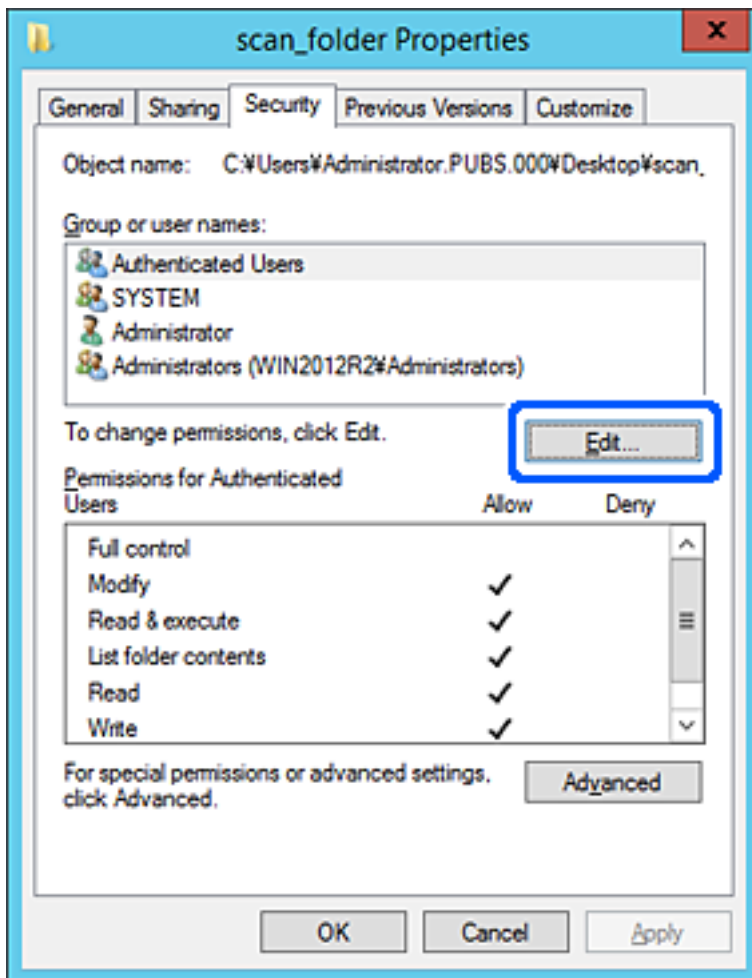 scan_folder Properties
x
General Sharing Security Previous Versions Customize
Object name: C:¥Users¥Administrator.PUBS.000¥Desktop¥scan_
Group or user names:
Authenticated Users
SYSTEM
Administrator
Administrators (WIN2012R2¥Administrators)
To change permissions, click Edit. Edit...
Permissions for Authenticated
Users Allow Deny
Full control
Modify
Read & execute
List folder contents
Read
Write
For special permissions or advanced settings,
click Advanced. Advanced
OK Cancel Apply